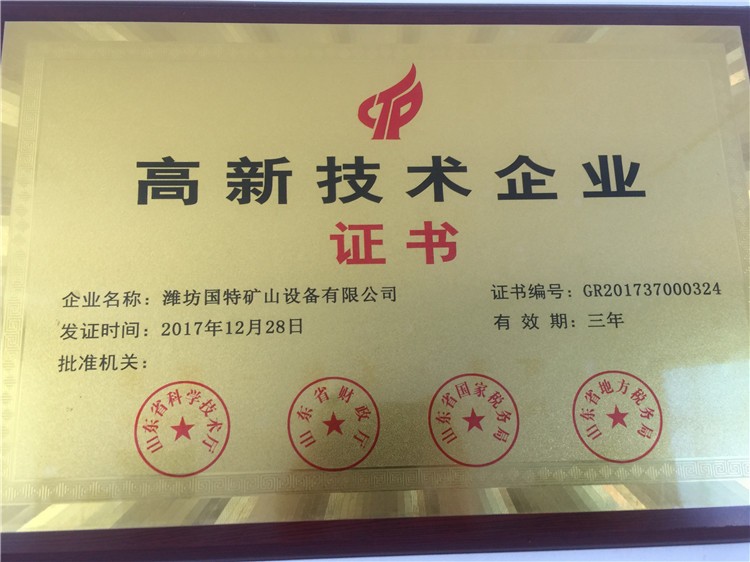 CTP
高新技术企业
证书
企业名称：潍坊国特矿山设备有限公司
证书编号：GR201737000324
发证时间：2017年12月28日
有效期：三年
批准机关：
山东省科学技术厅
山东省财政厅
山东省国家税务局
山东省地方税务局